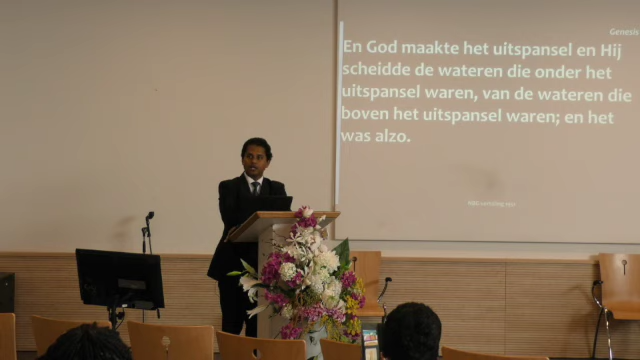 Genesis
En God maakte het uitspansel en Hij
scheidde de wateren die onder het
uitspansel waren, van de wateren die
boven het uitspansel waren; en het
was alzo.